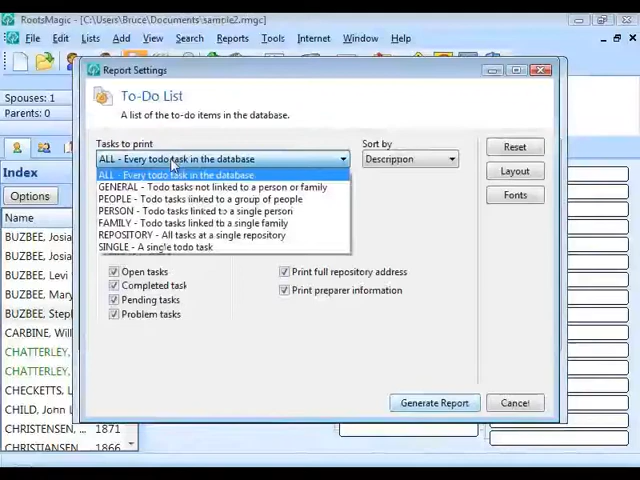 RootsMagic - [C:\Users\Bruce\Documents\sample2.rmgc]
File Edit Lists Add View Search Reports Tools Internet Window Help
Spouses: 1
Parents: 0
Index
Options
Name
BUZBEE, Josia
BUZBEE, Josia
BUZBEE, Levi
BUZBEE, Mary
BUZBEE, Steph
CARBINE, Will
CHATTERLEY,
CHATTERLEY,
CHECKETTS, L
CHILD, John L
CHRISTENSEN, ... 1871
CHRISTIANSEN 1866
Report Settings
To-Do List
A list of the to-do items in the database.
Tasks to print
ALL - Every todo task in the database
ALL - Every todo task in the database
GENERAL - Todo tasks not linked to a person or family
PEOPLE - Todo tasks linked to a group of people
PERSON - Todo tasks linked to a single person
FAMILY - Todo tasks linked to a single family
REPOSITORY - All tasks at a single repository
SINGLE - A single todo task
Sort by
Description
Open tasks
Completed task
Pending tasks
Problem tasks
Print full repository address
Print preparer information
Reset
Layout
Fonts
Generate Report
Cancel